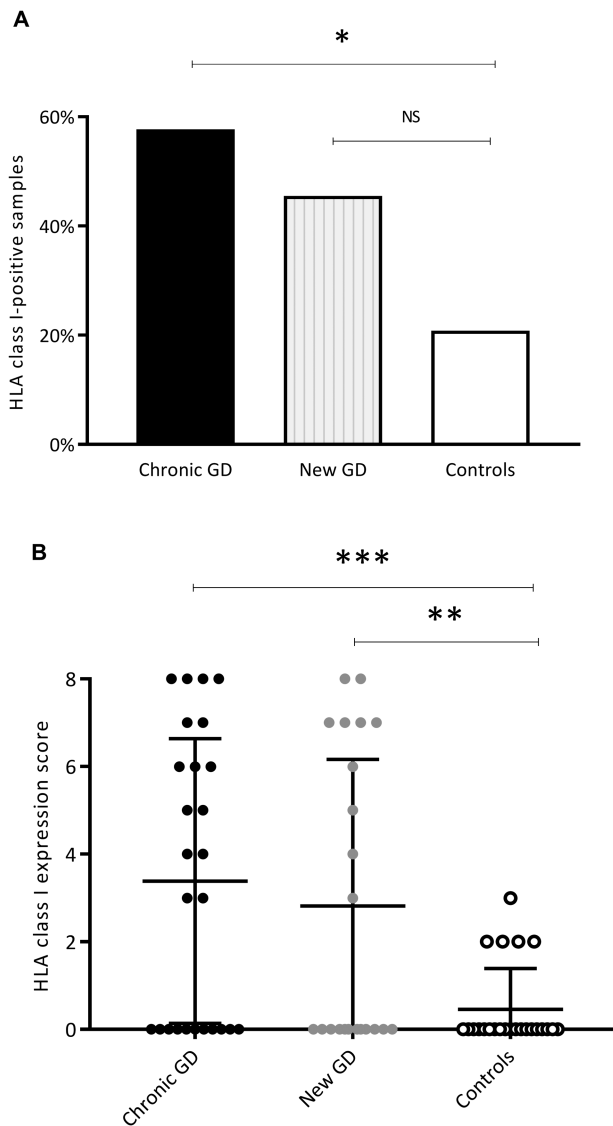 A
*
NS
60%
40%
20%
0%
HLA class I-positive samples
Chronic GD
New GD
Controls
B
***
**
8
6
4
2
0
HLA class I expression score
Chronic GD
New GD
Controls